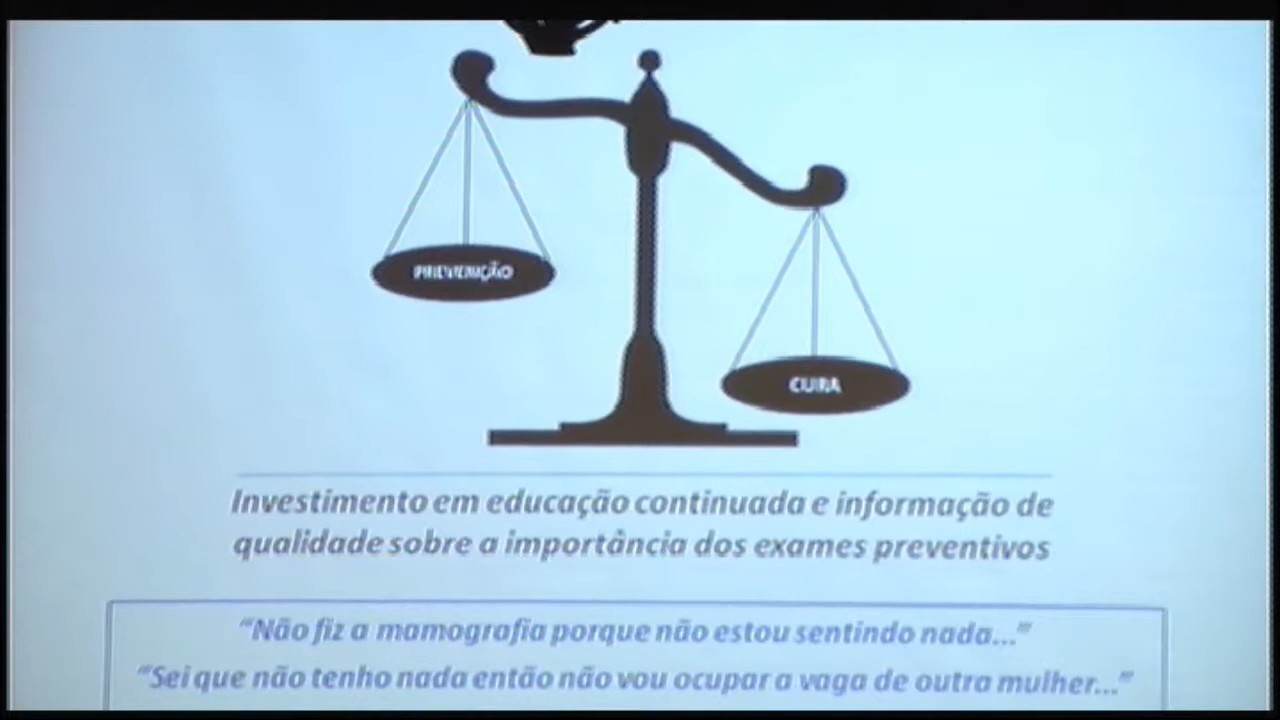 PREVENÇÃO
CURA
Investimento em educação continuada e informação de
qualidade sobre a importância dos exames preventivos
“Não fiz a mamografia porque não estou sentindo nada...”
“Sei que não tenho nada então não vou ocupar a vaga de outra mulher...”